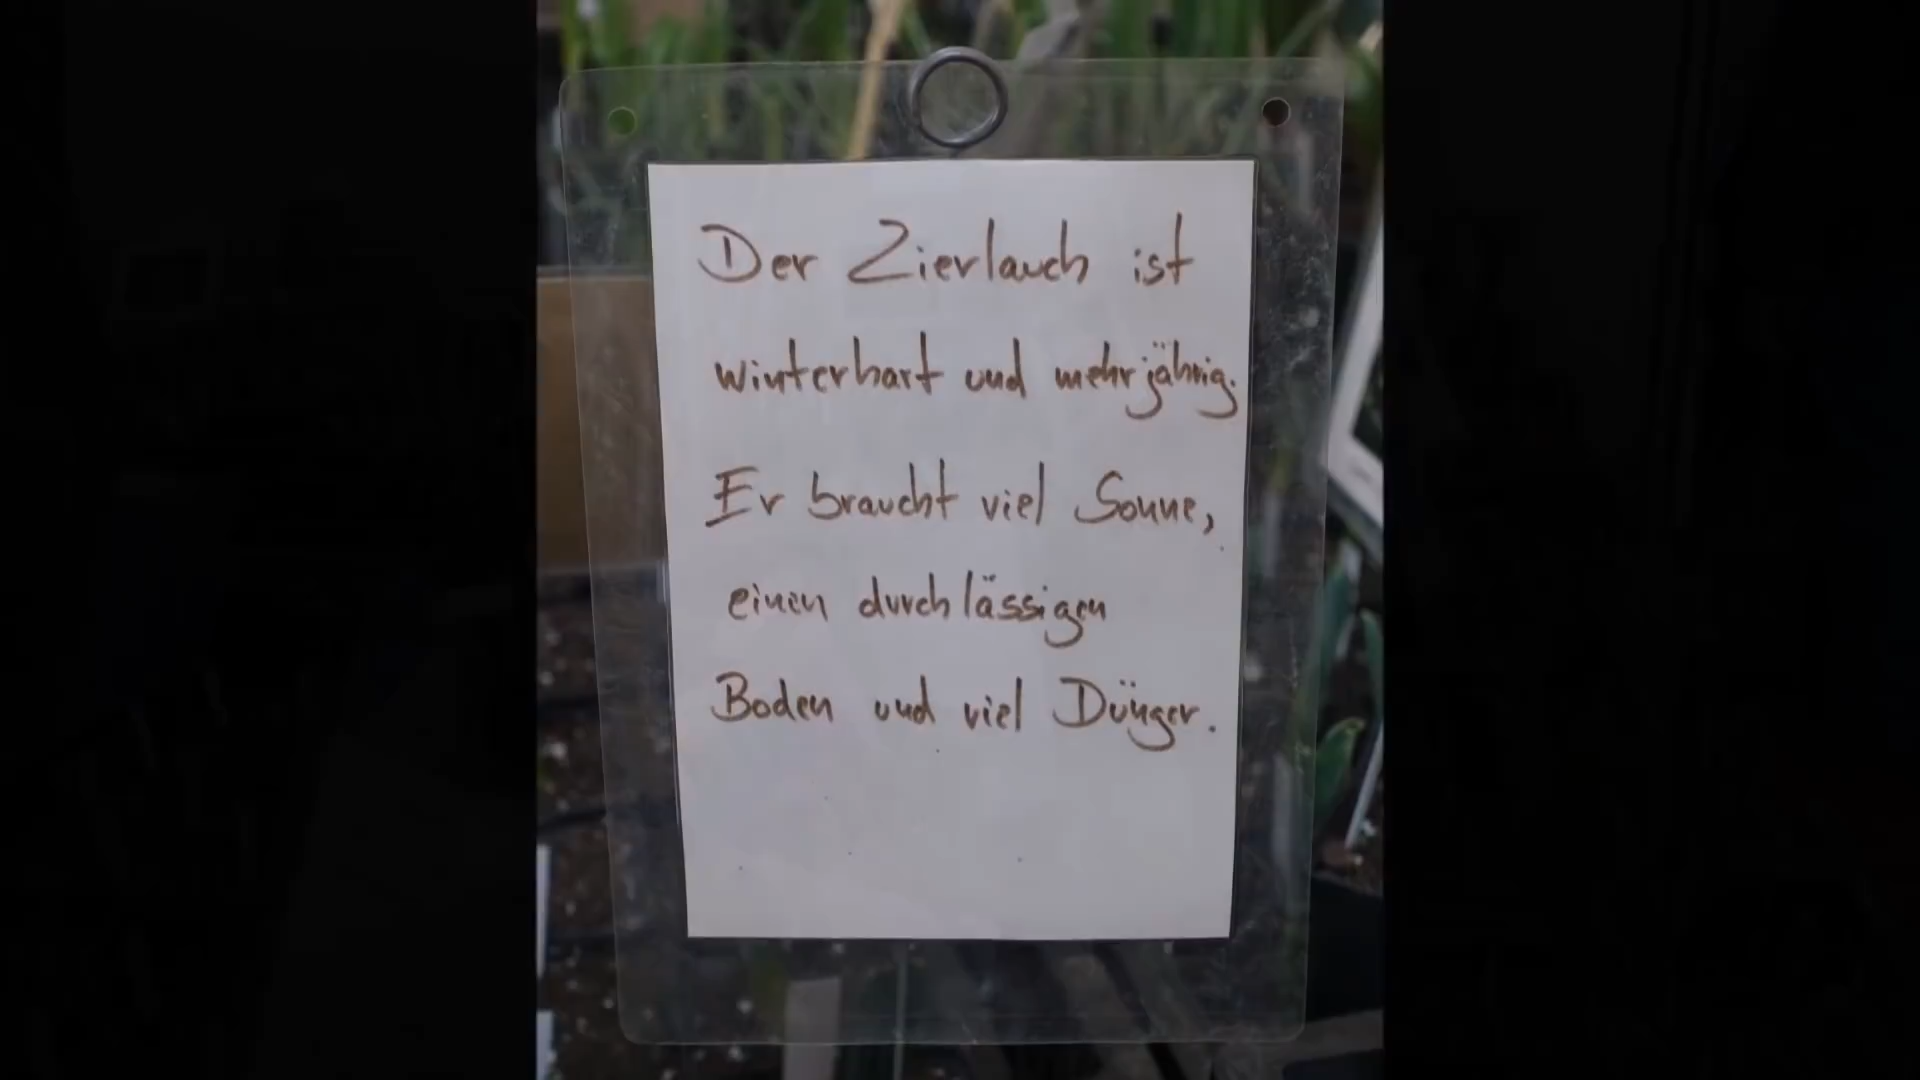 Der Zierlauch ist
winterhart und mehrjährig.
Er braucht viel Sonne,
einen durchlässigen
Boden und viel Dünger.